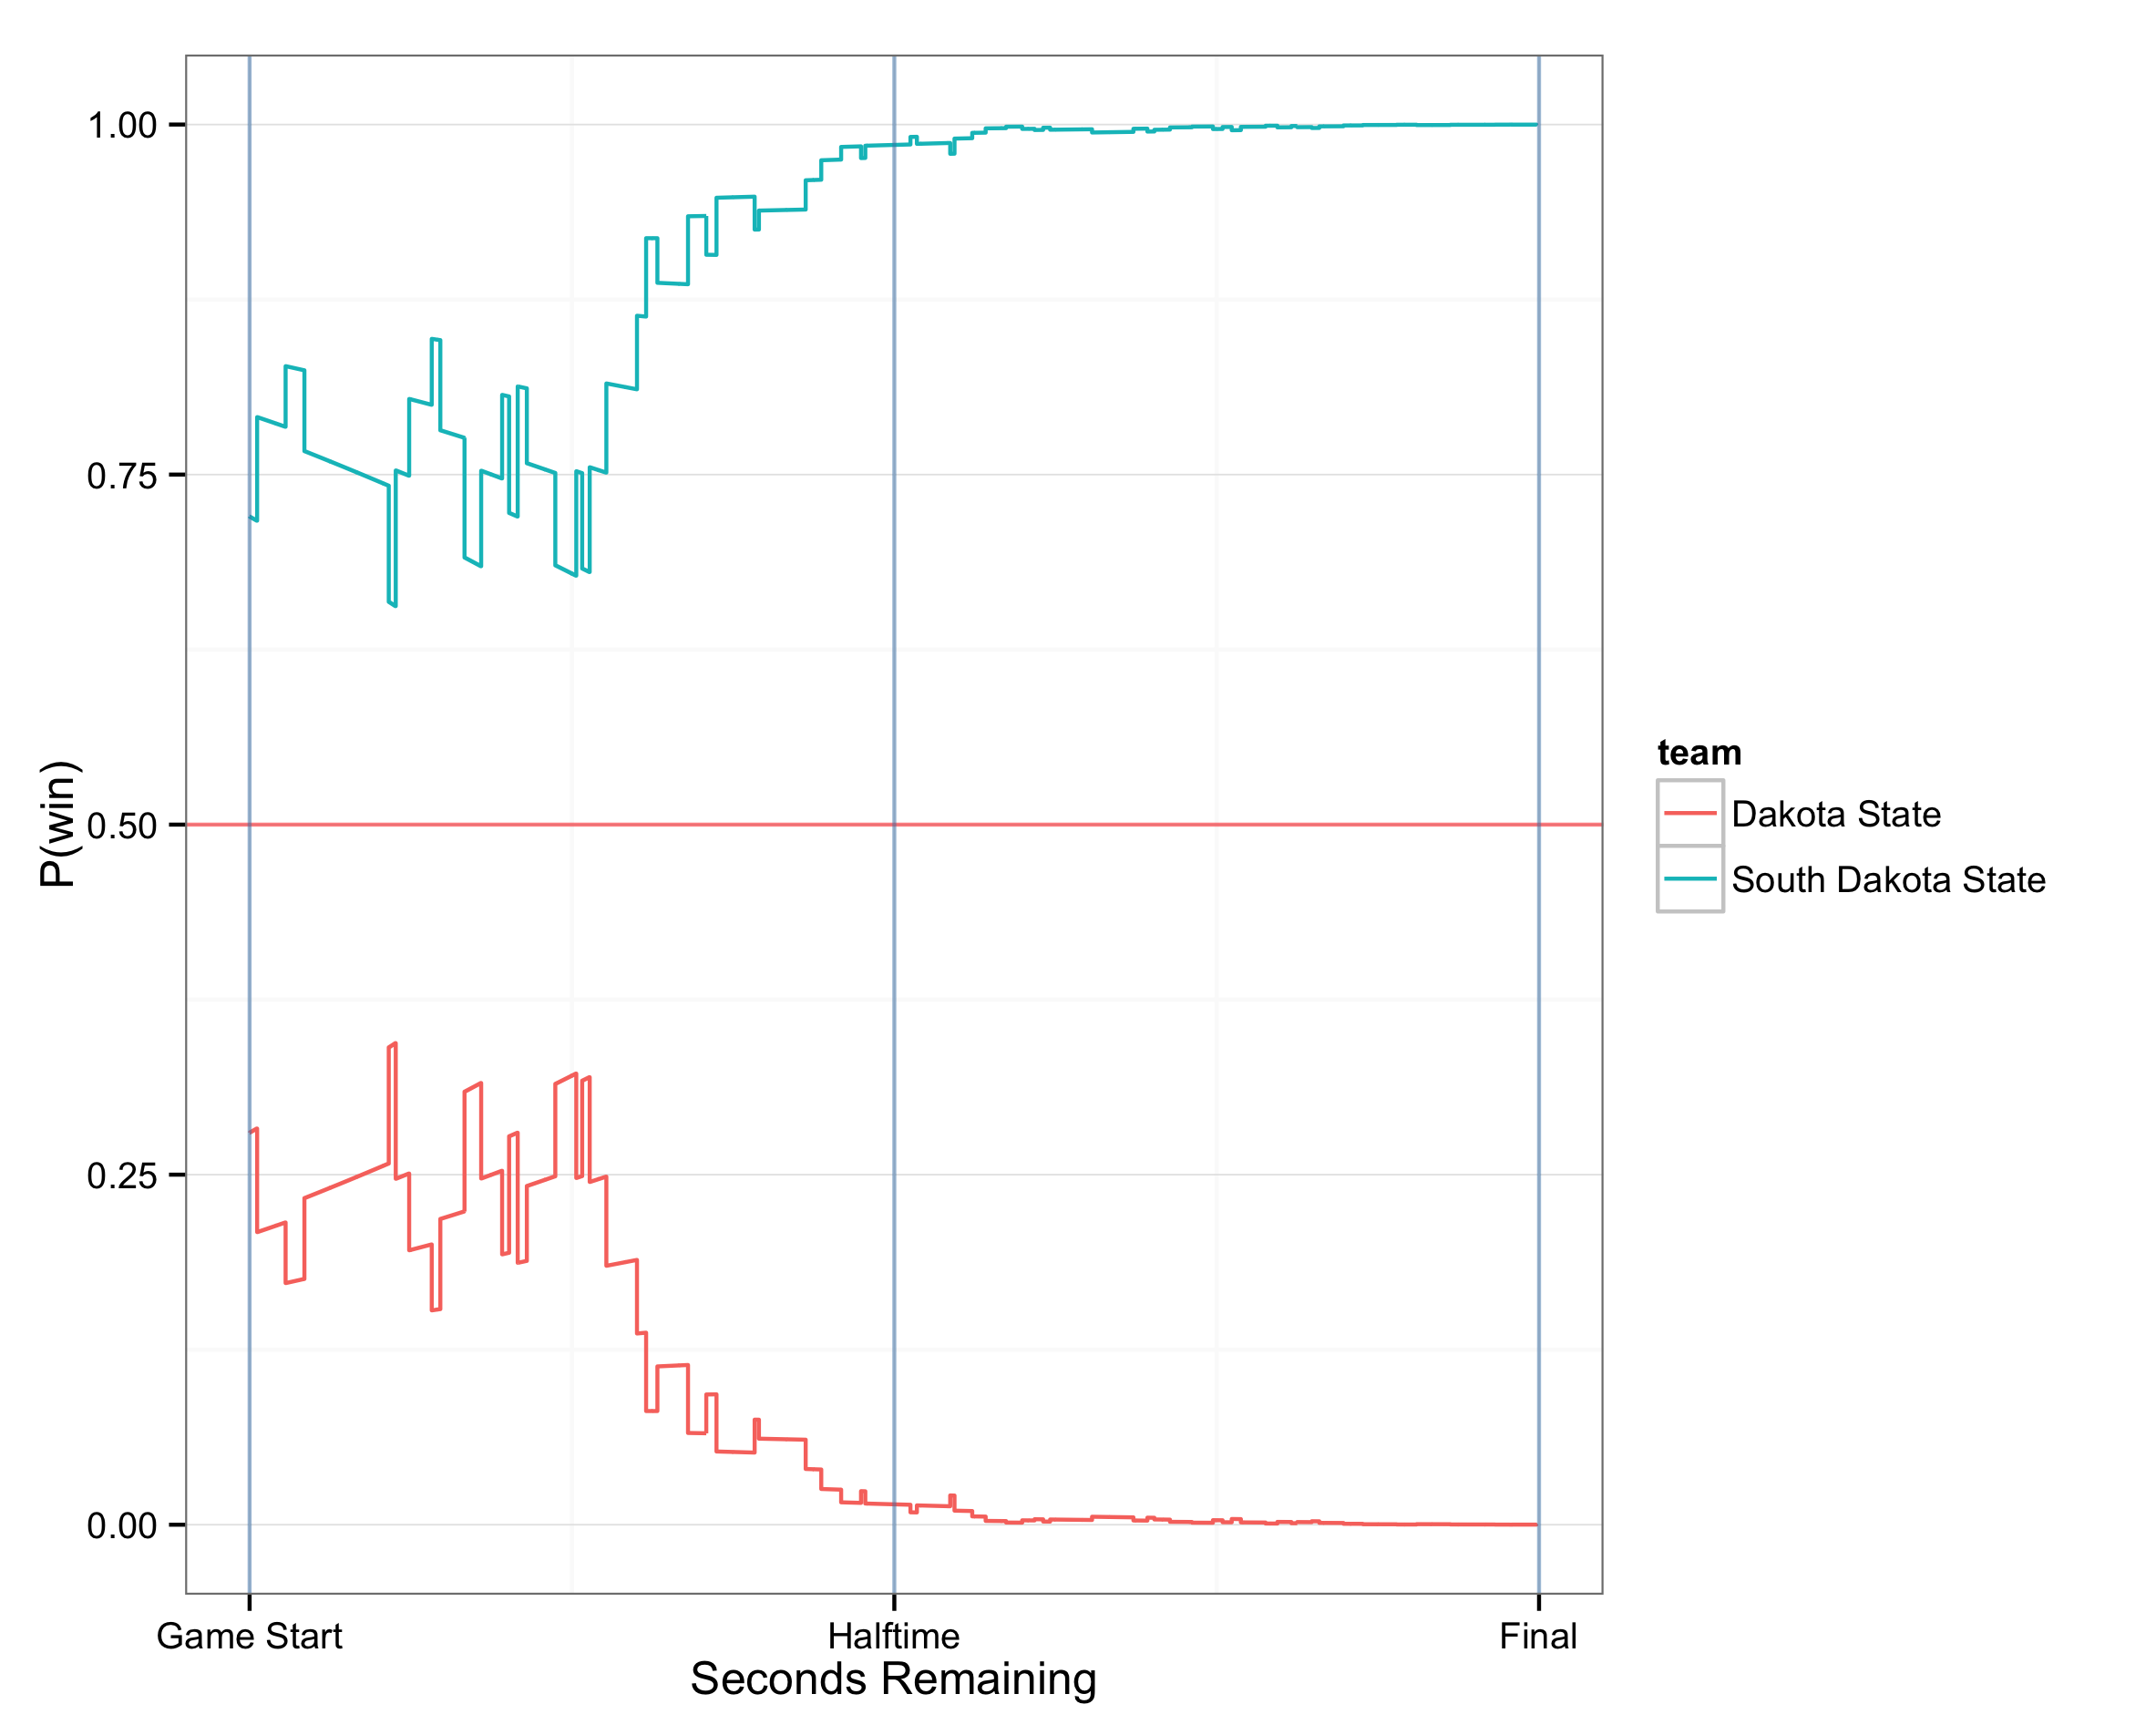 P(win)
1.00
0.75
0.50
0.25
0.00
Game Start
Halftime
Final
Seconds Remaining
team
Dakota State
South Dakota State